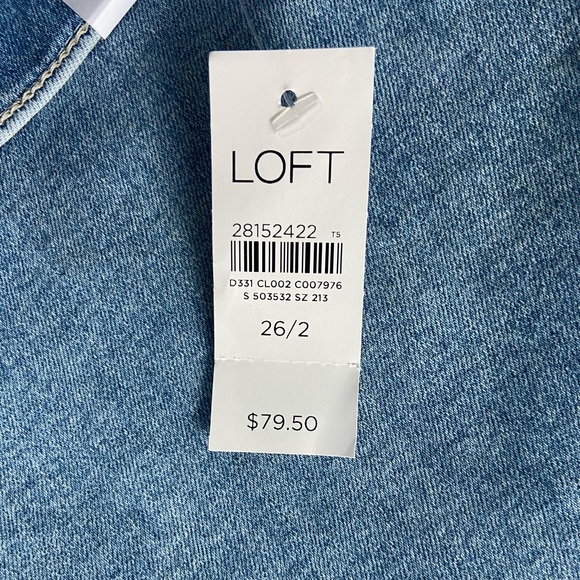 LOFT
28152422 TS
D331 CL002 C007976
S 503532 SZ 213
26/2
$79.50